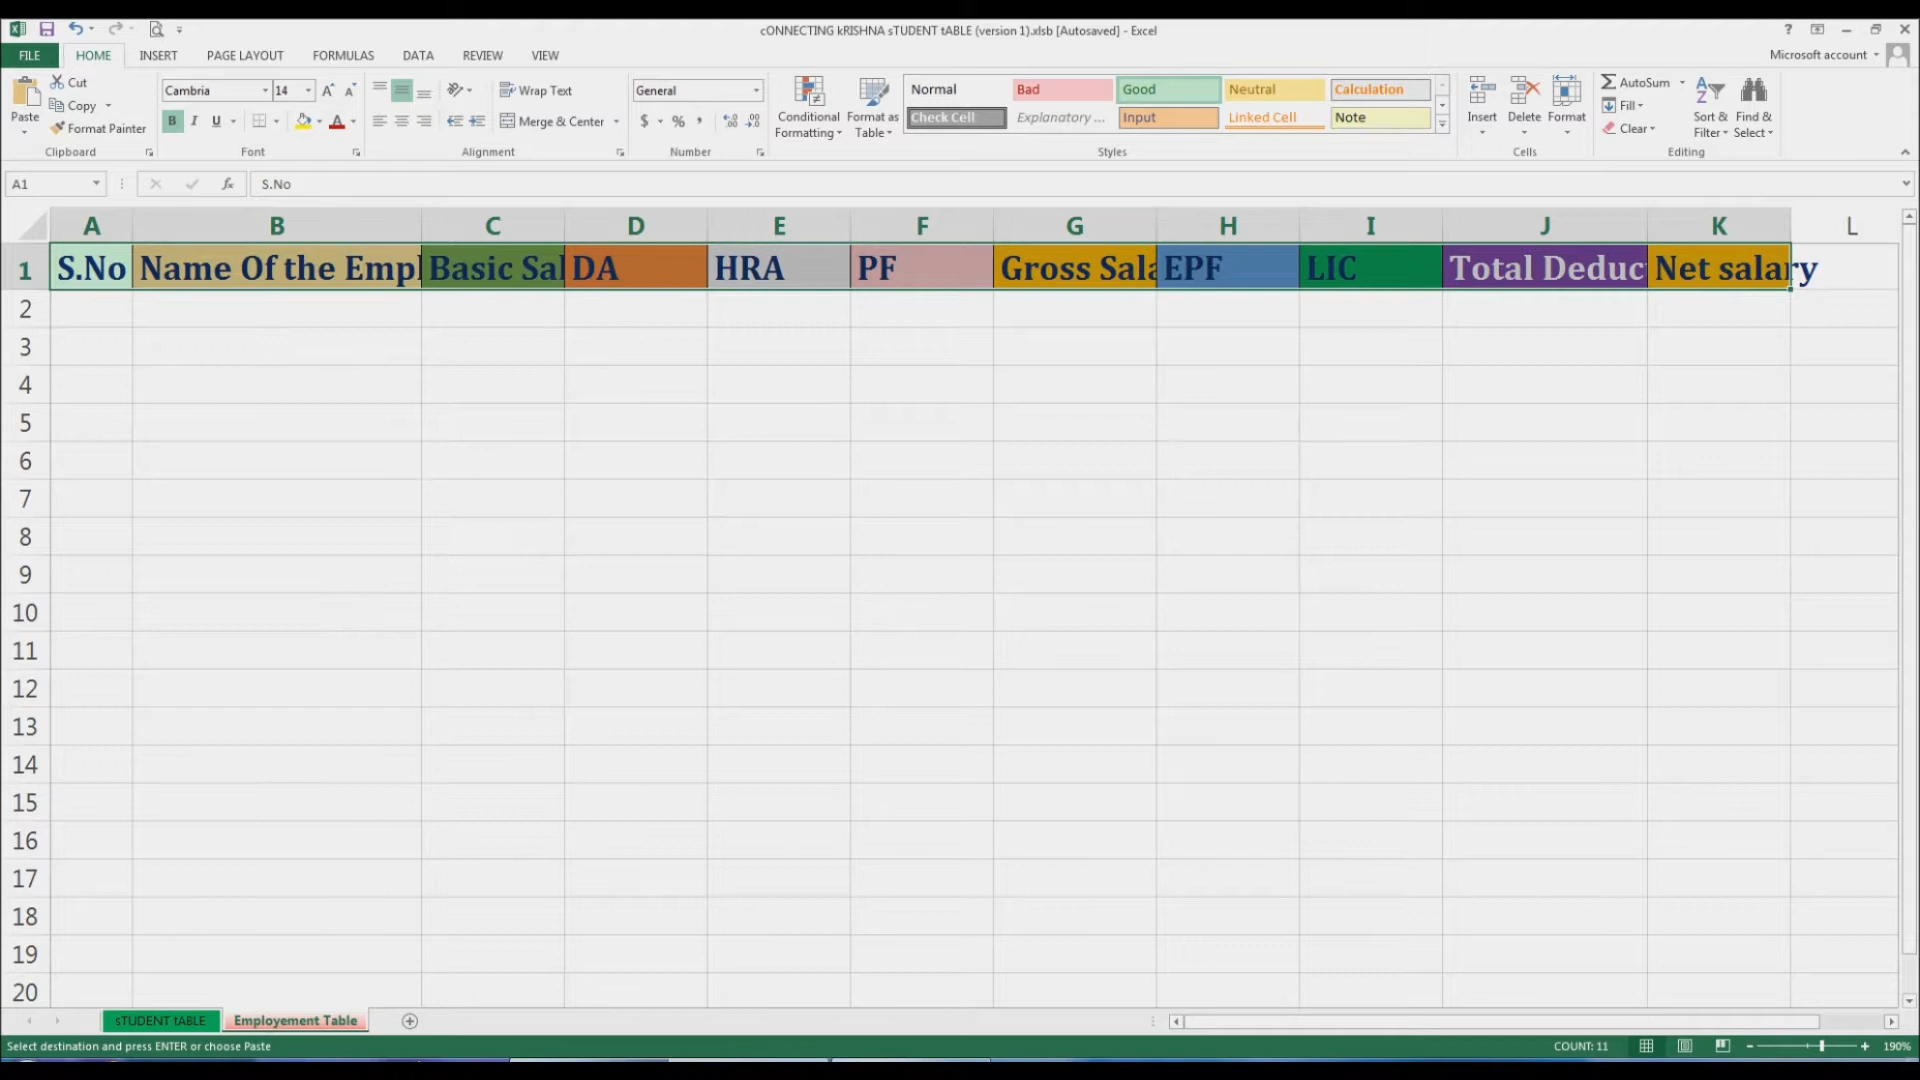 cONNECTING kRISHNA sTUDENT tABLE (version 1).xlsb [Autosaved] - Excel
FILE HOME INSERT PAGE LAYOUT FORMULAS DATA REVIEW VIEW Microsoft account
Cut
Copy
Format Painter
Paste
Clipboard
Cambria 14
B I U
Font
Wrap Text
Merge & Center
Alignment
General
$ % ,
Number
Conditional Formatting
Format as Table
Normal Bad Good Neutral Calculation
Check Cell Explanatory ... Input Linked Cell Note
Styles
Insert Delete Format
Cells
AutoSum
Fill
Clear
Sort & Filter
Find & Select
Editing
A1 fx S.No
A B C D E F G H I J K L
1 S.No Name Of the Empl Basic Sal DA HRA PF Gross Sala EPF LIC Total Deduc Net salary
2
3
4
5
6
7
8
9
10
11
12
13
14
15
16
17
18
19
20
sTUDENT tABLE Employement Table
Select destination and press ENTER or choose Paste COUNT: 11 190%